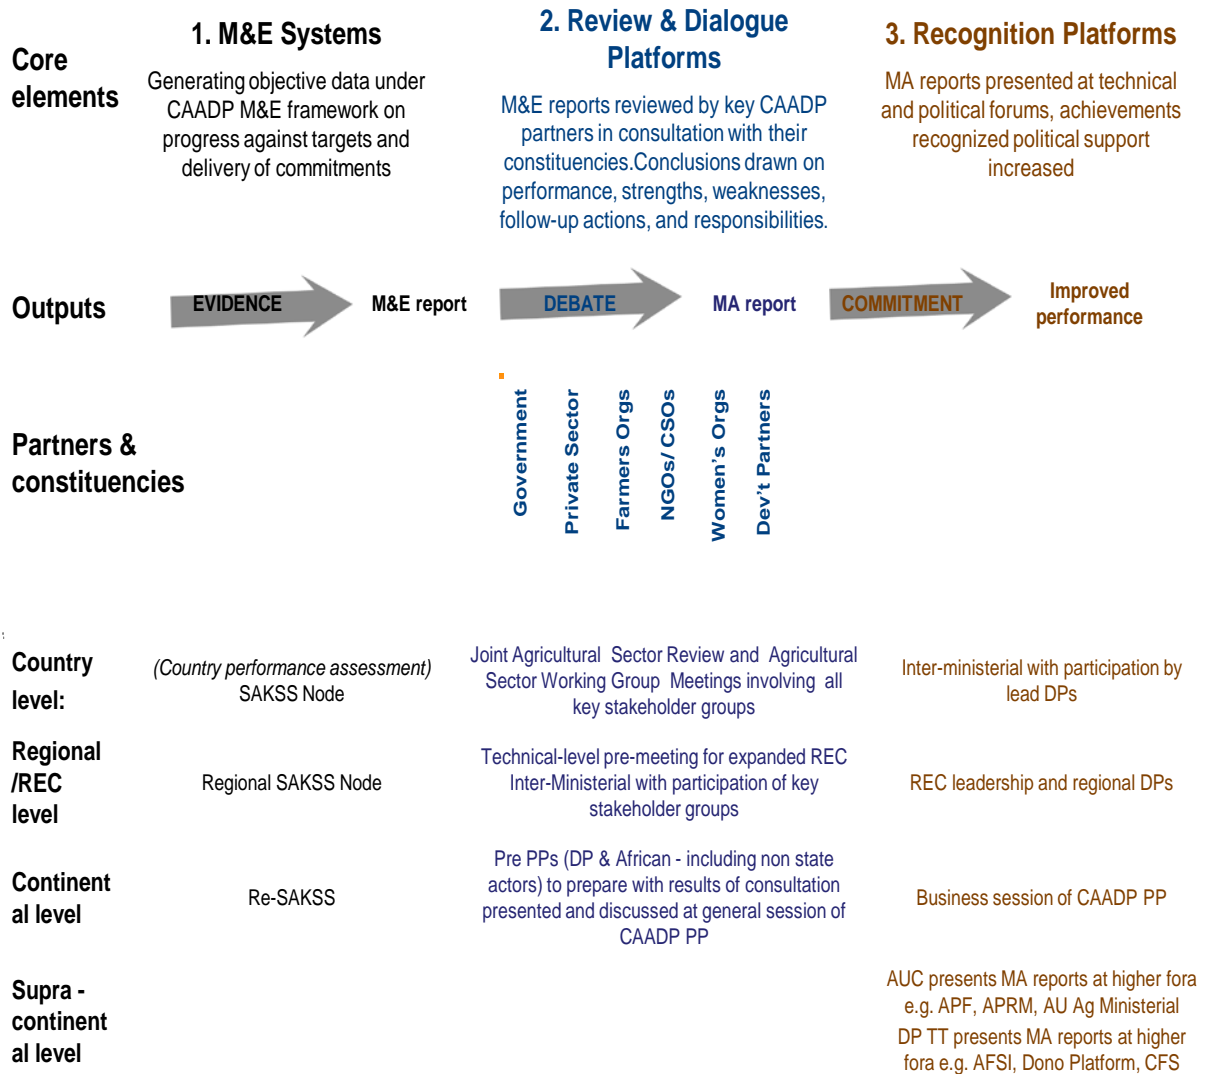 Core
elements
1. M&E Systems
Generating objective data under
CAADP M&E framework on
progress against targets and
delivery of commitments
2. Review & Dialogue
Platforms
M&E reports reviewed by key CAADP
partners in consultation with their
constituencies.Conclusions drawn on
performance, strengths, weaknesses,
follow-up actions, and responsibilities.
3. Recognition Platforms
MA reports presented at technical
and political forums, achievements
recognized political support
increased
Outputs
EVIDENCE
M&E report
DEBATE
MA report
COMMITMENT
Improved
performance
Partners &
constituencies
Government
Private Sector
Farmers Orgs
NGOs/ CSOs
Women's Orgs
Dev't Partners
Country
level:
(Country performance assessment)
SAKSS Node
Joint Agricultural Sector Review and Agricultural
Sector Working Group Meetings involving all
key stakeholder groups
Inter-ministerial with participation by
lead DPs
Regional
/REC
level
Regional SAKSS Node
Technical-level pre-meeting for expanded REC
Inter-Ministerial with participation of key
stakeholder groups
REC leadership and regional DPs
Continent
al level
Re-SAKSS
Pre PPs (DP & African - including non state
actors) to prepare with results of consultation
presented and discussed at general session of
CAADP PP
Business session of CAADP PP
Supra -
continent
al level
AUC presents MA reports at higher fora
e.g. APF, APRM, AU Ag Ministerial
DP TT presents MA reports at higher
fora e.g. AFSI, Dono Platform, CFS